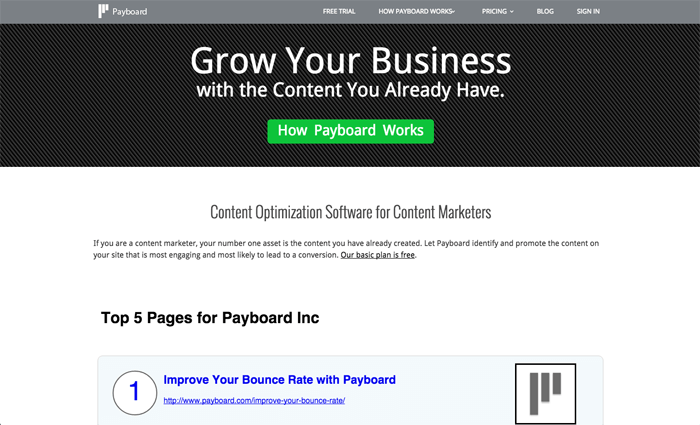 Payboard
FREE TRIAL
HOW PAYBOARD WORKS
PRICING
BLOG
SIGN IN
Grow Your Business
with the Content You Already Have.
How Payboard Works
Content Optimization Software for Content Marketers
If you are a content marketer, your number one asset is the content you have already created. Let Payboard identify and promote the content on
your site that is most engaging and most likely to lead to a conversion. Our basic plan is free.
Top 5 Pages for Payboard Inc
1
Improve Your Bounce Rate with Payboard
http://www.payboard.com/improve-your-bounce-rate/